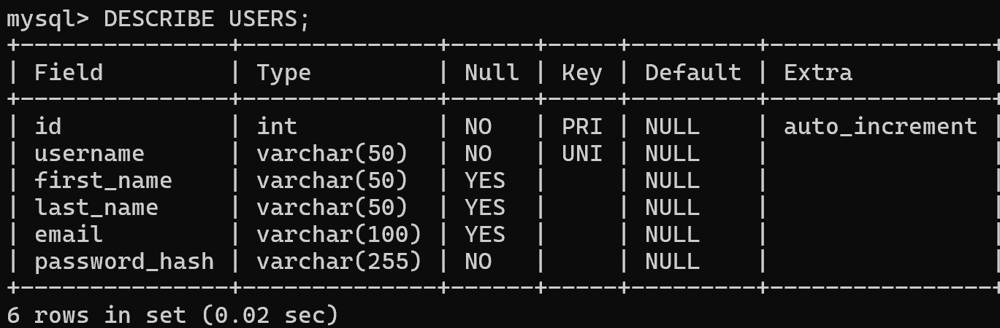 mysql> DESCRIBE USERS;
+---------------+--------------+------+-----+---------+----------------+
| Field         | Type         | Null | Key | Default | Extra          |
+---------------+--------------+------+-----+---------+----------------+
| id            | int          | NO   | PRI | NULL    | auto_increment |
| username      | varchar(50)  | NO   | UNI | NULL    |                |
| first_name    | varchar(50)  | YES  |     | NULL    |                |
| last_name     | varchar(50)  | YES  |     | NULL    |                |
| email         | varchar(100) | YES  |     | NULL    |                |
| password_hash | varchar(255) | NO   |     | NULL    |                |
+---------------+--------------+------+-----+---------+----------------+
6 rows in set (0.02 sec)